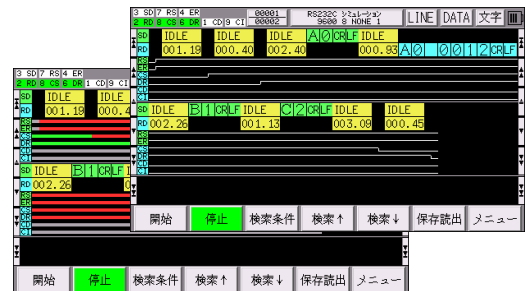 3 SD 7 RS 4 ER 00001 RS232C ｼﾐｭﾚｰｼｮﾝ LINE DATA 文字
2 RD 8 CS 6 DR 1 CD 9 CI 00002 9600 8 NONE 1
SD IDLE IDLE IDLE A 0 CR LF IDLE
RD 001.19 000.40 002.40 000.93 A 0 0 0 1 2 CR LF
RS
ER
CS
DR
CD
CI
SD IDLE B 1 CR LF IDLE C 2 CR LF IDLE IDLE
RD 002.26 001.13 003.09 000.45
RS
ER
CS
DR
CD
CI
開始 停止 検索条件 検索↑ 検索↓ 保存読出 メニュー
3 SD 7 RS 4 ER
2 RD 8 CS 6 DR 1 CD 9 CI
SD IDLE IDLE
RD 001.19 000.4
RS
ER
CS
DR
CD
CI
SD IDLE B 1 CR LF I
RD 002.26 0
RS
ER
CS
DR
CD
CI
開始 停止 検索条件 検索↑ 検索↓ 保存読出 メニュー